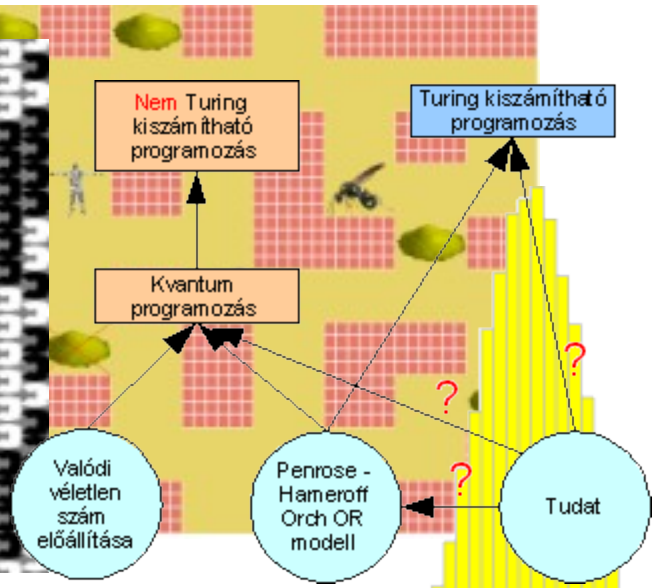 Nem Turing
kiszámítható
programozás
Turing kiszámítható
programozás
Kvantum
programozás
?
?
?
Valódi
véletlen
szám
előállítása
Penrose -
Hameroff
Orch OR
modell
Tudat